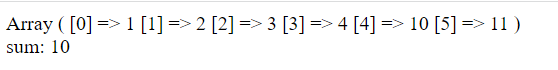 Array ( [0] => 1 [1] => 2 [2] => 3 [3] => 4 [4] => 10 [5] => 11 )
sum: 10